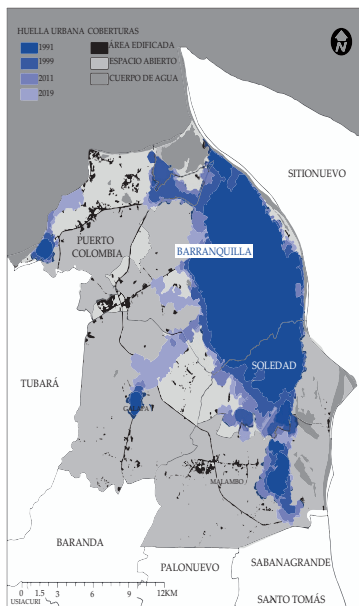 HUELLA URBANA COBERTURAS
1991 ÁREA EDIFICADA
1999 ESPACIO ABIERTO
2011 CUERPO DE AGUA
2019
N
SITIONUEVO
PUERTO
COLOMBIA
BARRANQUILLA
SOLEDAD
TUBARÁ
GALAPA
MALAMBO
BARANDA
PALONUEVO
SABANAGRANDE
SANTO TOMÁS
USIACURI
0 1.5 3 6 9 12KM